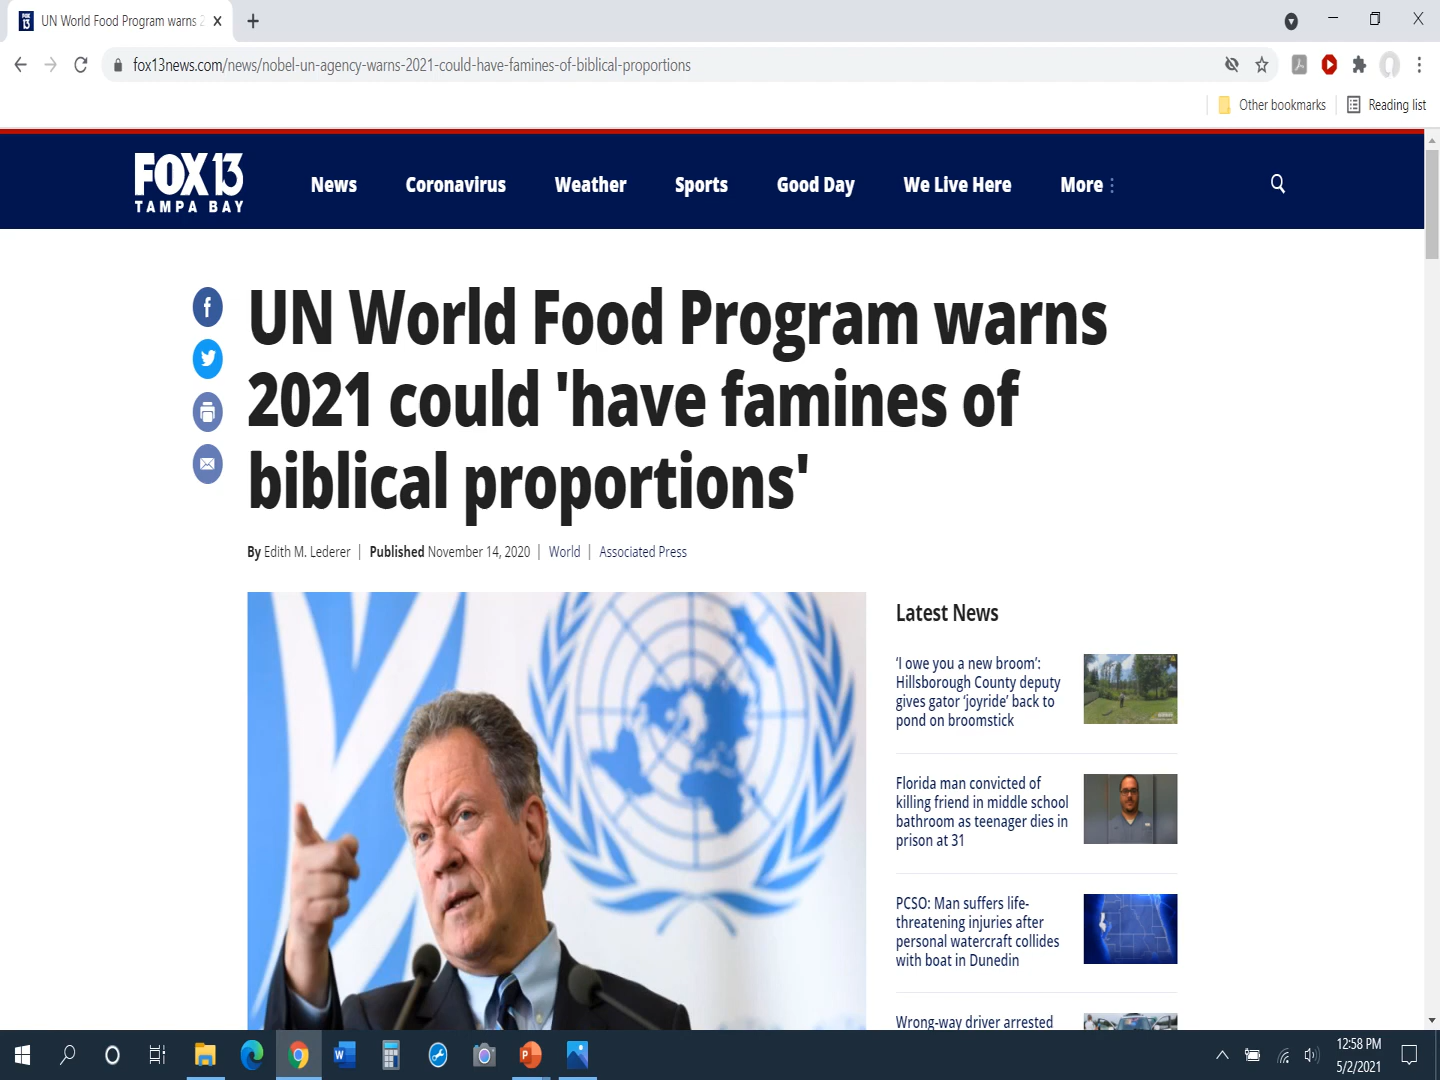 UN World Food Program warns 2
fox13news.com/news/nobel-un-agency-warns-2021-could-have-famines-of-biblical-proportions
Other bookmarks
Reading list
FOX 13
TAMPA BAY
News
Coronavirus
Weather
Sports
Good Day
We Live Here
More
UN World Food Program warns
2021 could 'have famines of
biblical proportions'
By Edith M. Lederer | Published November 14, 2020 | World | Associated Press
Latest News
‘I owe you a new broom’:
Hillsborough County deputy
gives gator ‘joyride’ back to
pond on broomstick
Florida man convicted of
killing friend in middle school
bathroom as teenager dies in
prison at 31
PCSO: Man suffers life-
threatening injuries after
personal watercraft collides
with boat in Dunedin
Wrong-way driver arrested
12:58 PM
5/2/2021